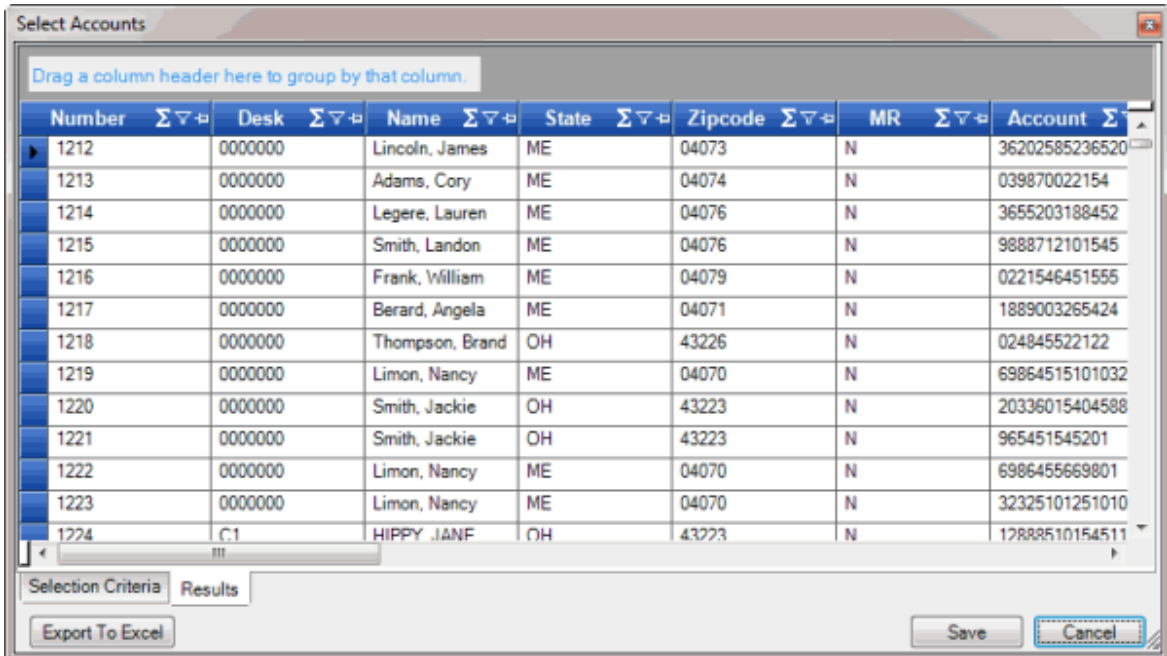 Select Accounts
Drag a column header here to group by that column.
Number Σ Desk Σ Name Σ State Σ Zipcode Σ MR Σ Account Σ
1212 0000000 Lincoln, James ME 04073 N 36202585236520
1213 0000000 Adams, Cory ME 04074 N 039870022154
1214 0000000 Legere, Lauren ME 04076 N 3655203188452
1215 0000000 Smith, Landon ME 04076 N 9888712101545
1216 0000000 Frank, William ME 04079 N 0221546451555
1217 0000000 Berard, Angela ME 04071 N 1889003265424
1218 0000000 Thompson, Brand OH 43226 N 024845522122
1219 0000000 Limon, Nancy ME 04070 N 69864515101032
1220 0000000 Smith, Jackie OH 43223 N 20336015404588
1221 0000000 Smith, Jackie OH 43223 N 965451545201
1222 0000000 Limon, Nancy ME 04070 N 6986455669801
1223 0000000 Limon, Nancy ME 04070 N 32325101251010
1224 C1 HIPPY, JANE OH 43223 N 12888510154511
Selection Criteria Results
Export To Excel Save Cancel